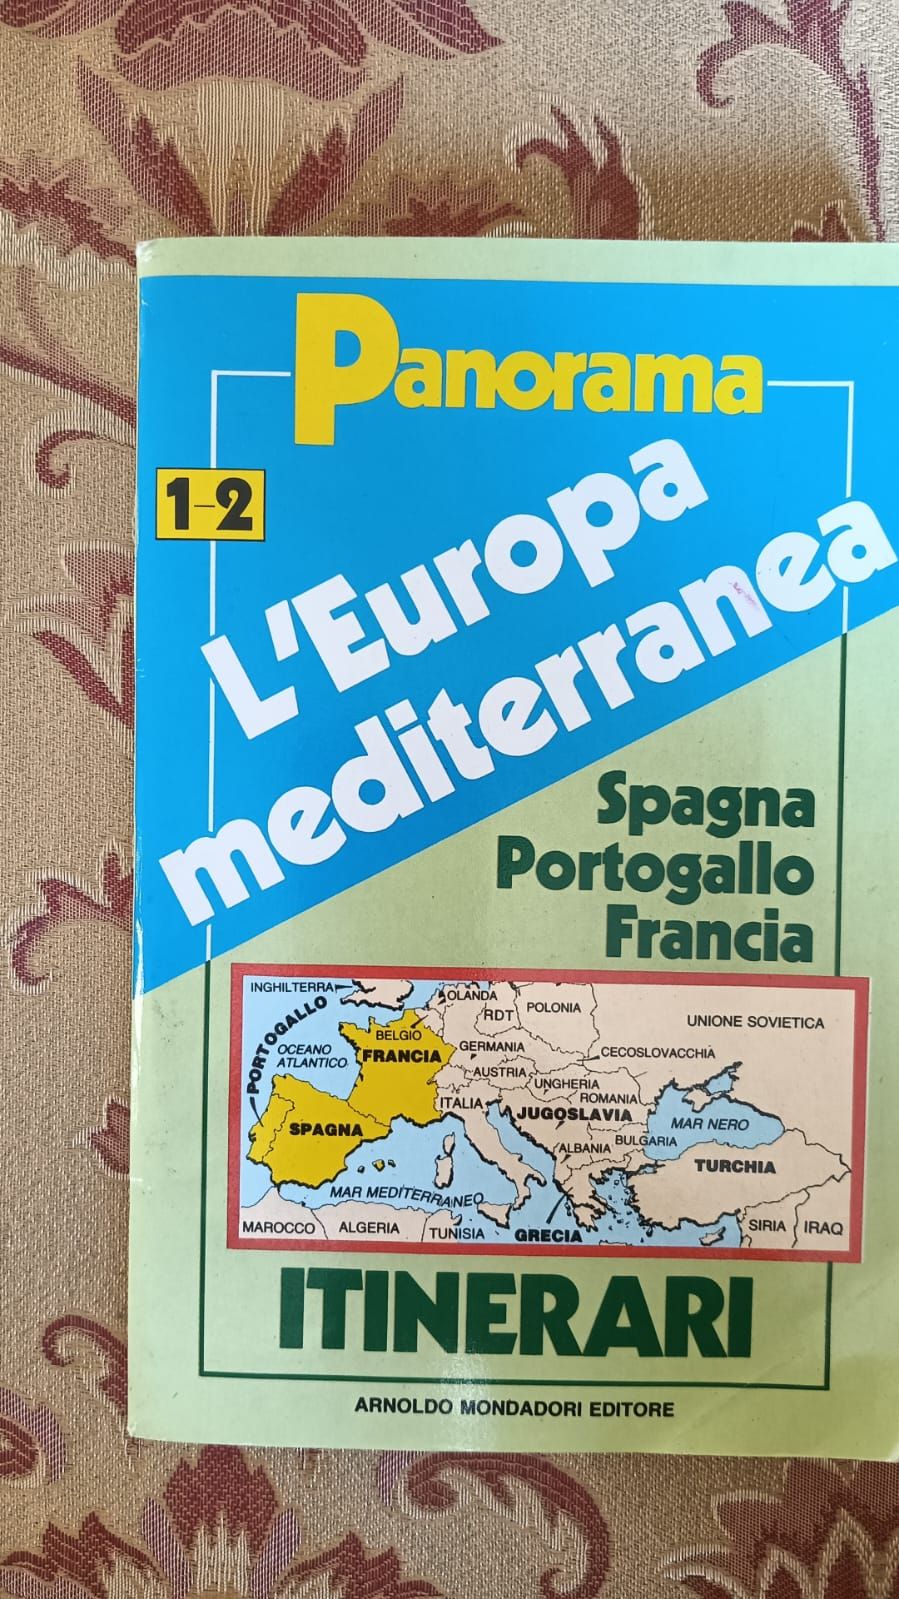 Panorama
1-2
L'Europa
mediterranea
Spagna
Portogallo
Francia
INGHILTERRA
OLANDA
POLONIA
RDT
UNIONE SOVIETICA
PORTOGALLO
BELGIO
OCEANO
ATLANTICO
FRANCIA
GERMANIA
CECOSLOVACCHIA
AUSTRIA
UNGHERIA
ROMANIA
ITALIA
JUGOSLAVIA
SPAGNA
MAR NERO
ALBANIA
BULGARIA
TURCHIA
MAR MEDITERRANEO
MAROCCO
ALGERIA
TUNISIA
GRECIA
SIRIA
IRAQ
ITINERARI
ARNOLDO MONDADORI EDITORE